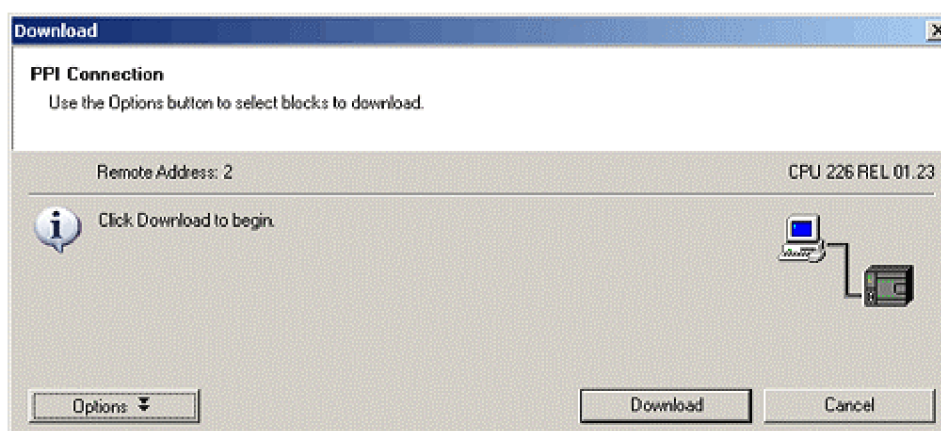 Download
PPI Connection
Use the Options button to select blocks to download.
Remote Address: 2
CPU 226 REL 01.23
Click Download to begin.
Options
Download
Cancel